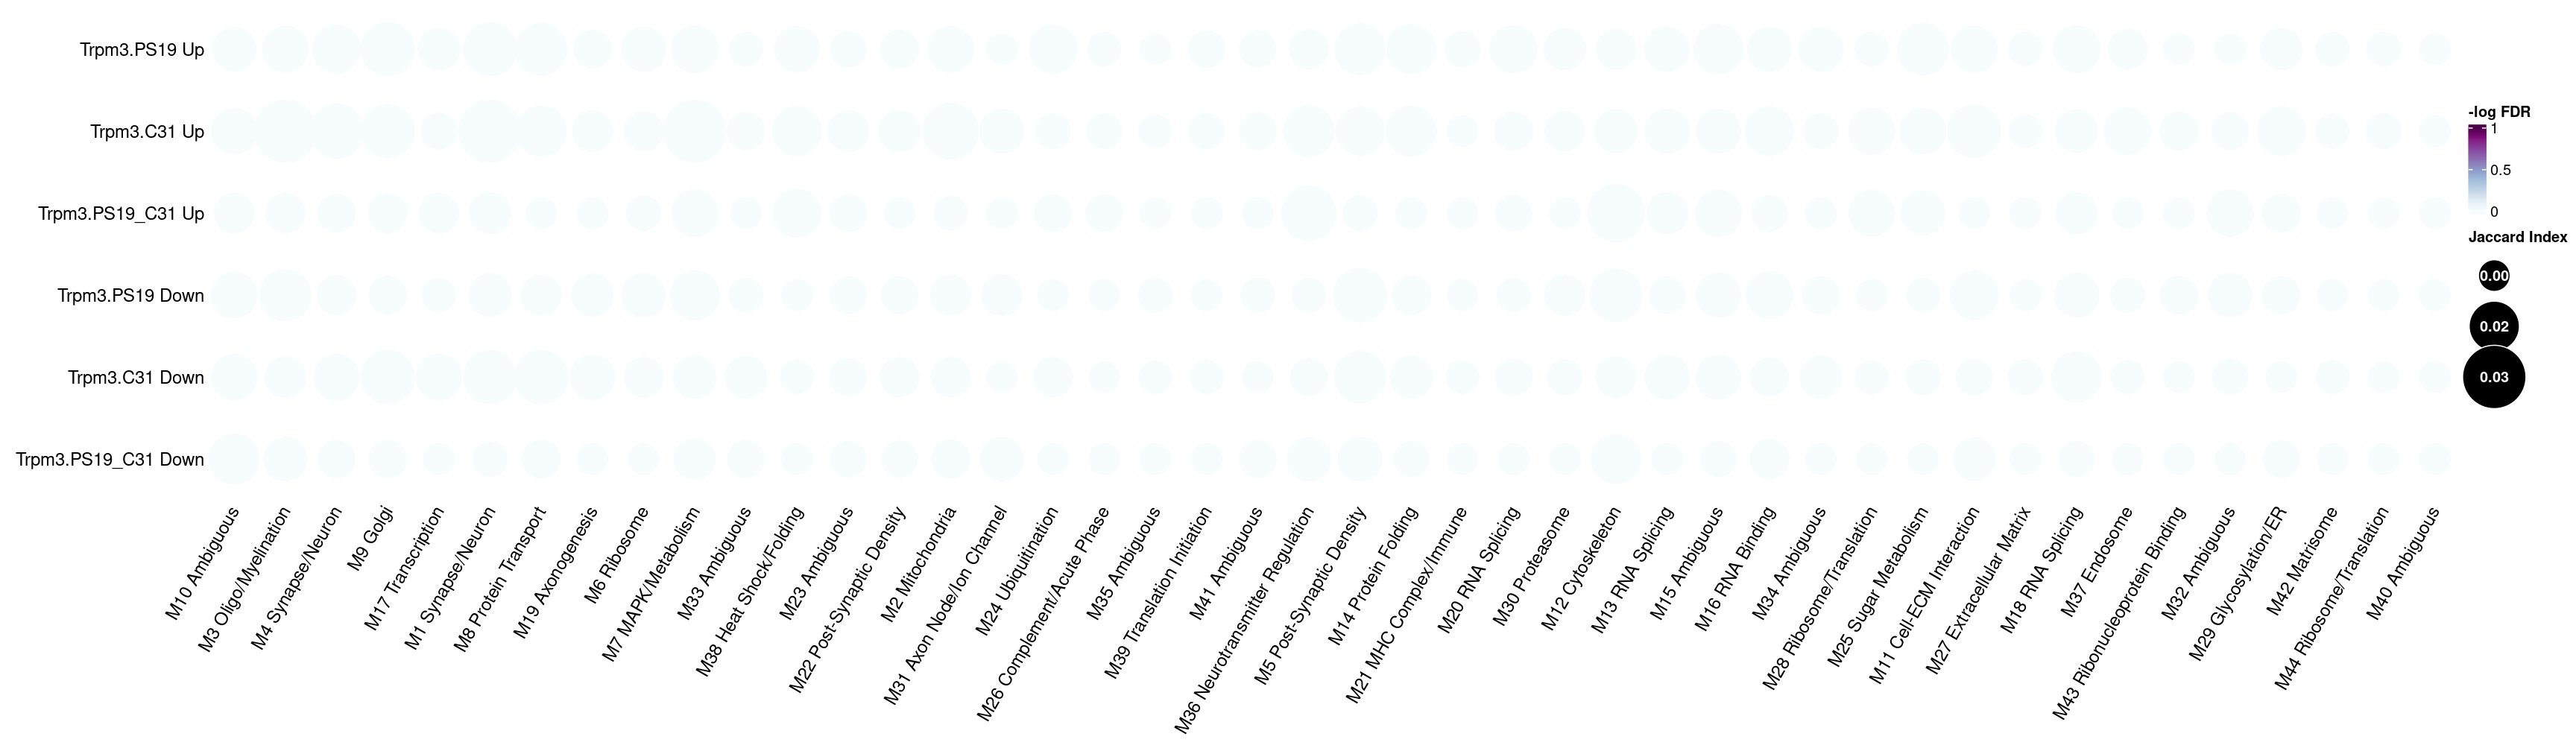 Trpm3.PS19 Up
Trpm3.C31 Up
Trpm3.PS19_C31 Up
Trpm3.PS19 Down
Trpm3.C31 Down
Trpm3.PS19_C31 Down
M10 Ambiguous
M3 Oligo/Myelination
M4 Synapse/Neuron
M9 Golgi
M17 Transcription
M1 Synapse/Neuron
M8 Protein Transport
M19 Axonogenesis
M6 Ribosome
M7 MAPK/Metabolism
M33 Ambiguous
M38 Heat Shock/Folding
M23 Ambiguous
M22 Post-Synaptic Density
M2 Mitochondria
M31 Axon Node/Ion Channel
M24 Ubiquitination
M26 Complement/Acute Phase
M35 Ambiguous
M39 Translation Initiation
M41 Ambiguous
M36 Neurotransmitter Regulation
M5 Post-Synaptic Density
M14 Protein Folding
M21 MHC Complex/Immune
M20 RNA Splicing
M30 Proteasome
M12 Cytoskeleton
M13 RNA Splicing
M15 Ambiguous
M16 RNA Binding
M34 Ambiguous
M28 Ribosome/Translation
M25 Sugar Metabolism
M11 Cell-ECM Interaction
M27 Extracellular Matrix
M18 RNA Splicing
M37 Endosome
M43 Ribonucleoprotein Binding
M32 Ambiguous
M29 Glycosylation/ER
M42 Matrisome
M44 Ribosome/Translation
M40 Ambiguous
-log FDR
1
0.5
0
Jaccard Index
0.00
0.02
0.03